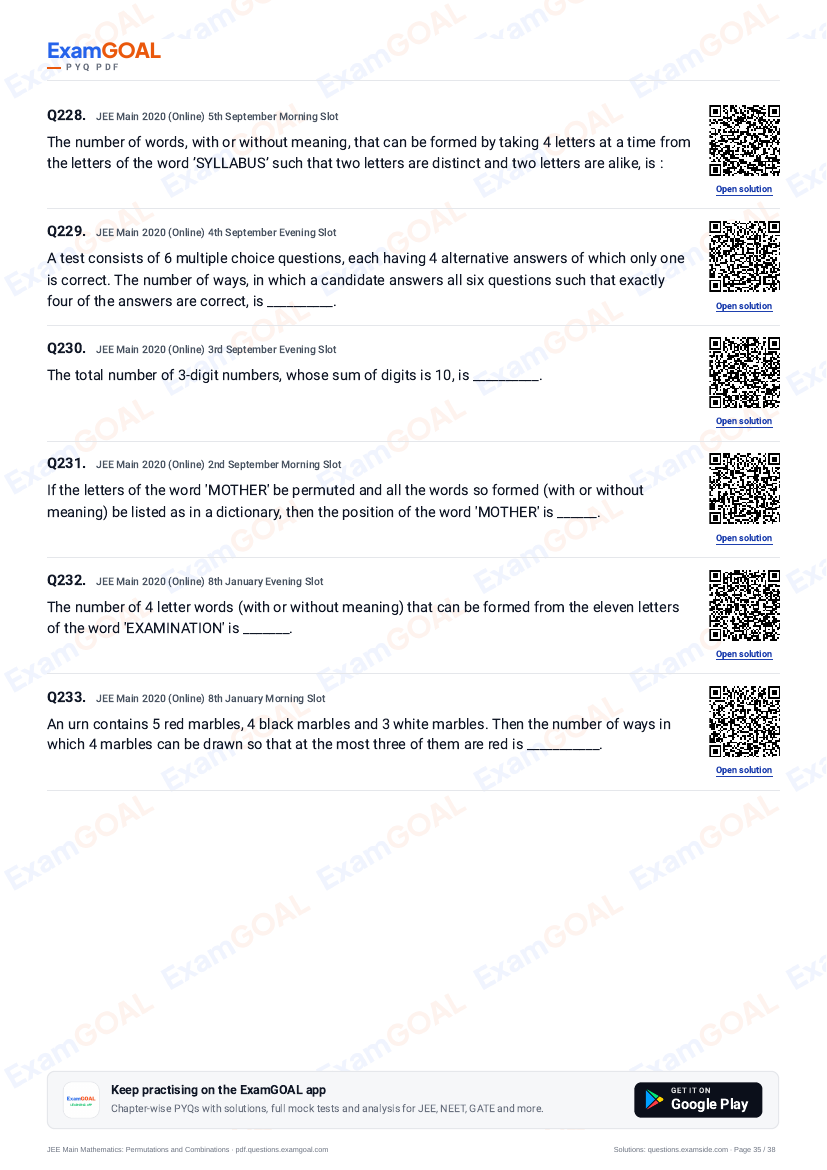 ExamGOAL
PYQ PDF
Q228. JEE Main 2020 (Online) 5th September Morning Slot
The number of words, with or without meaning, that can be formed by taking 4 letters at a time from
the letters of the word 'SYLLABUS' such that two letters are distinct and two letters are alike, is :
Open solution
Q229. JEE Main 2020 (Online) 4th September Evening Slot
A test consists of 6 multiple choice questions, each having 4 alternative answers of which only one
is correct. The number of ways, in which a candidate answers all six questions such that exactly
four of the answers are correct, is __________.
Open solution
Q230. JEE Main 2020 (Online) 3rd September Evening Slot
The total number of 3-digit numbers, whose sum of digits is 10, is __________.
Open solution
Q231. JEE Main 2020 (Online) 2nd September Morning Slot
If the letters of the word 'MOTHER' be permuted and all the words so formed (with or without
meaning) be listed as in a dictionary, then the position of the word 'MOTHER' is ______.
Open solution
Q232. JEE Main 2020 (Online) 8th January Evening Slot
The number of 4 letter words (with or without meaning) that can be formed from the eleven letters
of the word 'EXAMINATION' is _______.
Open solution
Q233. JEE Main 2020 (Online) 8th January Morning Slot
An urn contains 5 red marbles, 4 black marbles and 3 white marbles. Then the number of ways in
which 4 marbles can be drawn so that at the most three of them are red is ___________.
Open solution
ExamGOAL
Keep practising on the ExamGOAL app
Chapter-wise PYQs with solutions, full mock tests and analysis for JEE, NEET, GATE and more.
GET IT ON
Google Play
JEE Main Mathematics: Permutations and Combinations · pdf.questions.examgoal.com
Solutions: questions.examside.com · Page 35 / 38